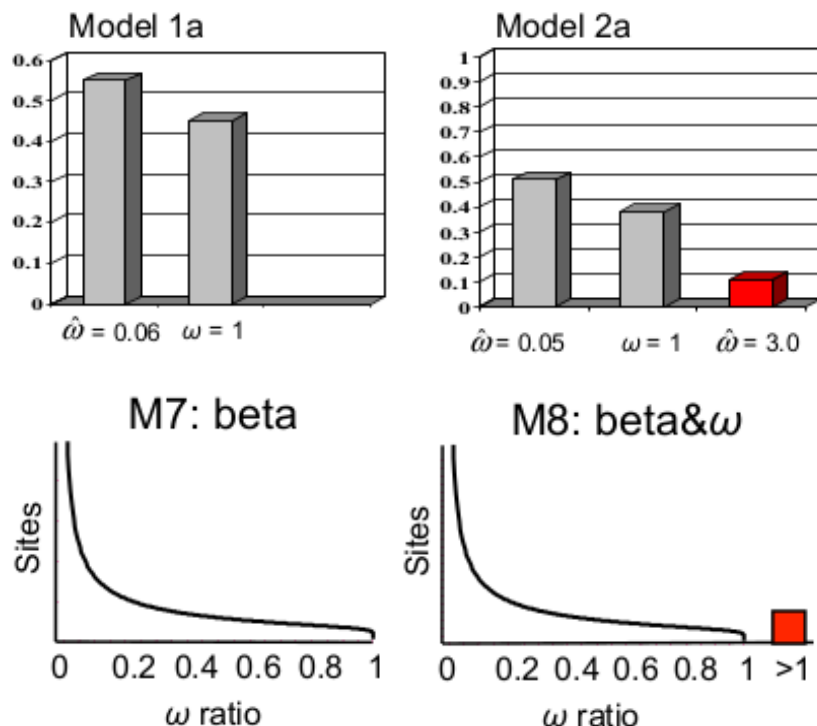 Model 1a
0.6
0.5
0.4
0.3
0.2
0.1
0
ω̂ = 0.06 ω = 1
Model 2a
1
0.9
0.8
0.7
0.6
0.5
0.4
0.3
0.2
0.1
0
ω̂ = 0.05 ω = 1 ω̂ = 3.0
M7: beta
Sites
0 0.2 0.4 0.6 0.8 1
ω ratio
M8: beta&ω
Sites
0 0.2 0.4 0.6 0.8 1 >1
ω ratio